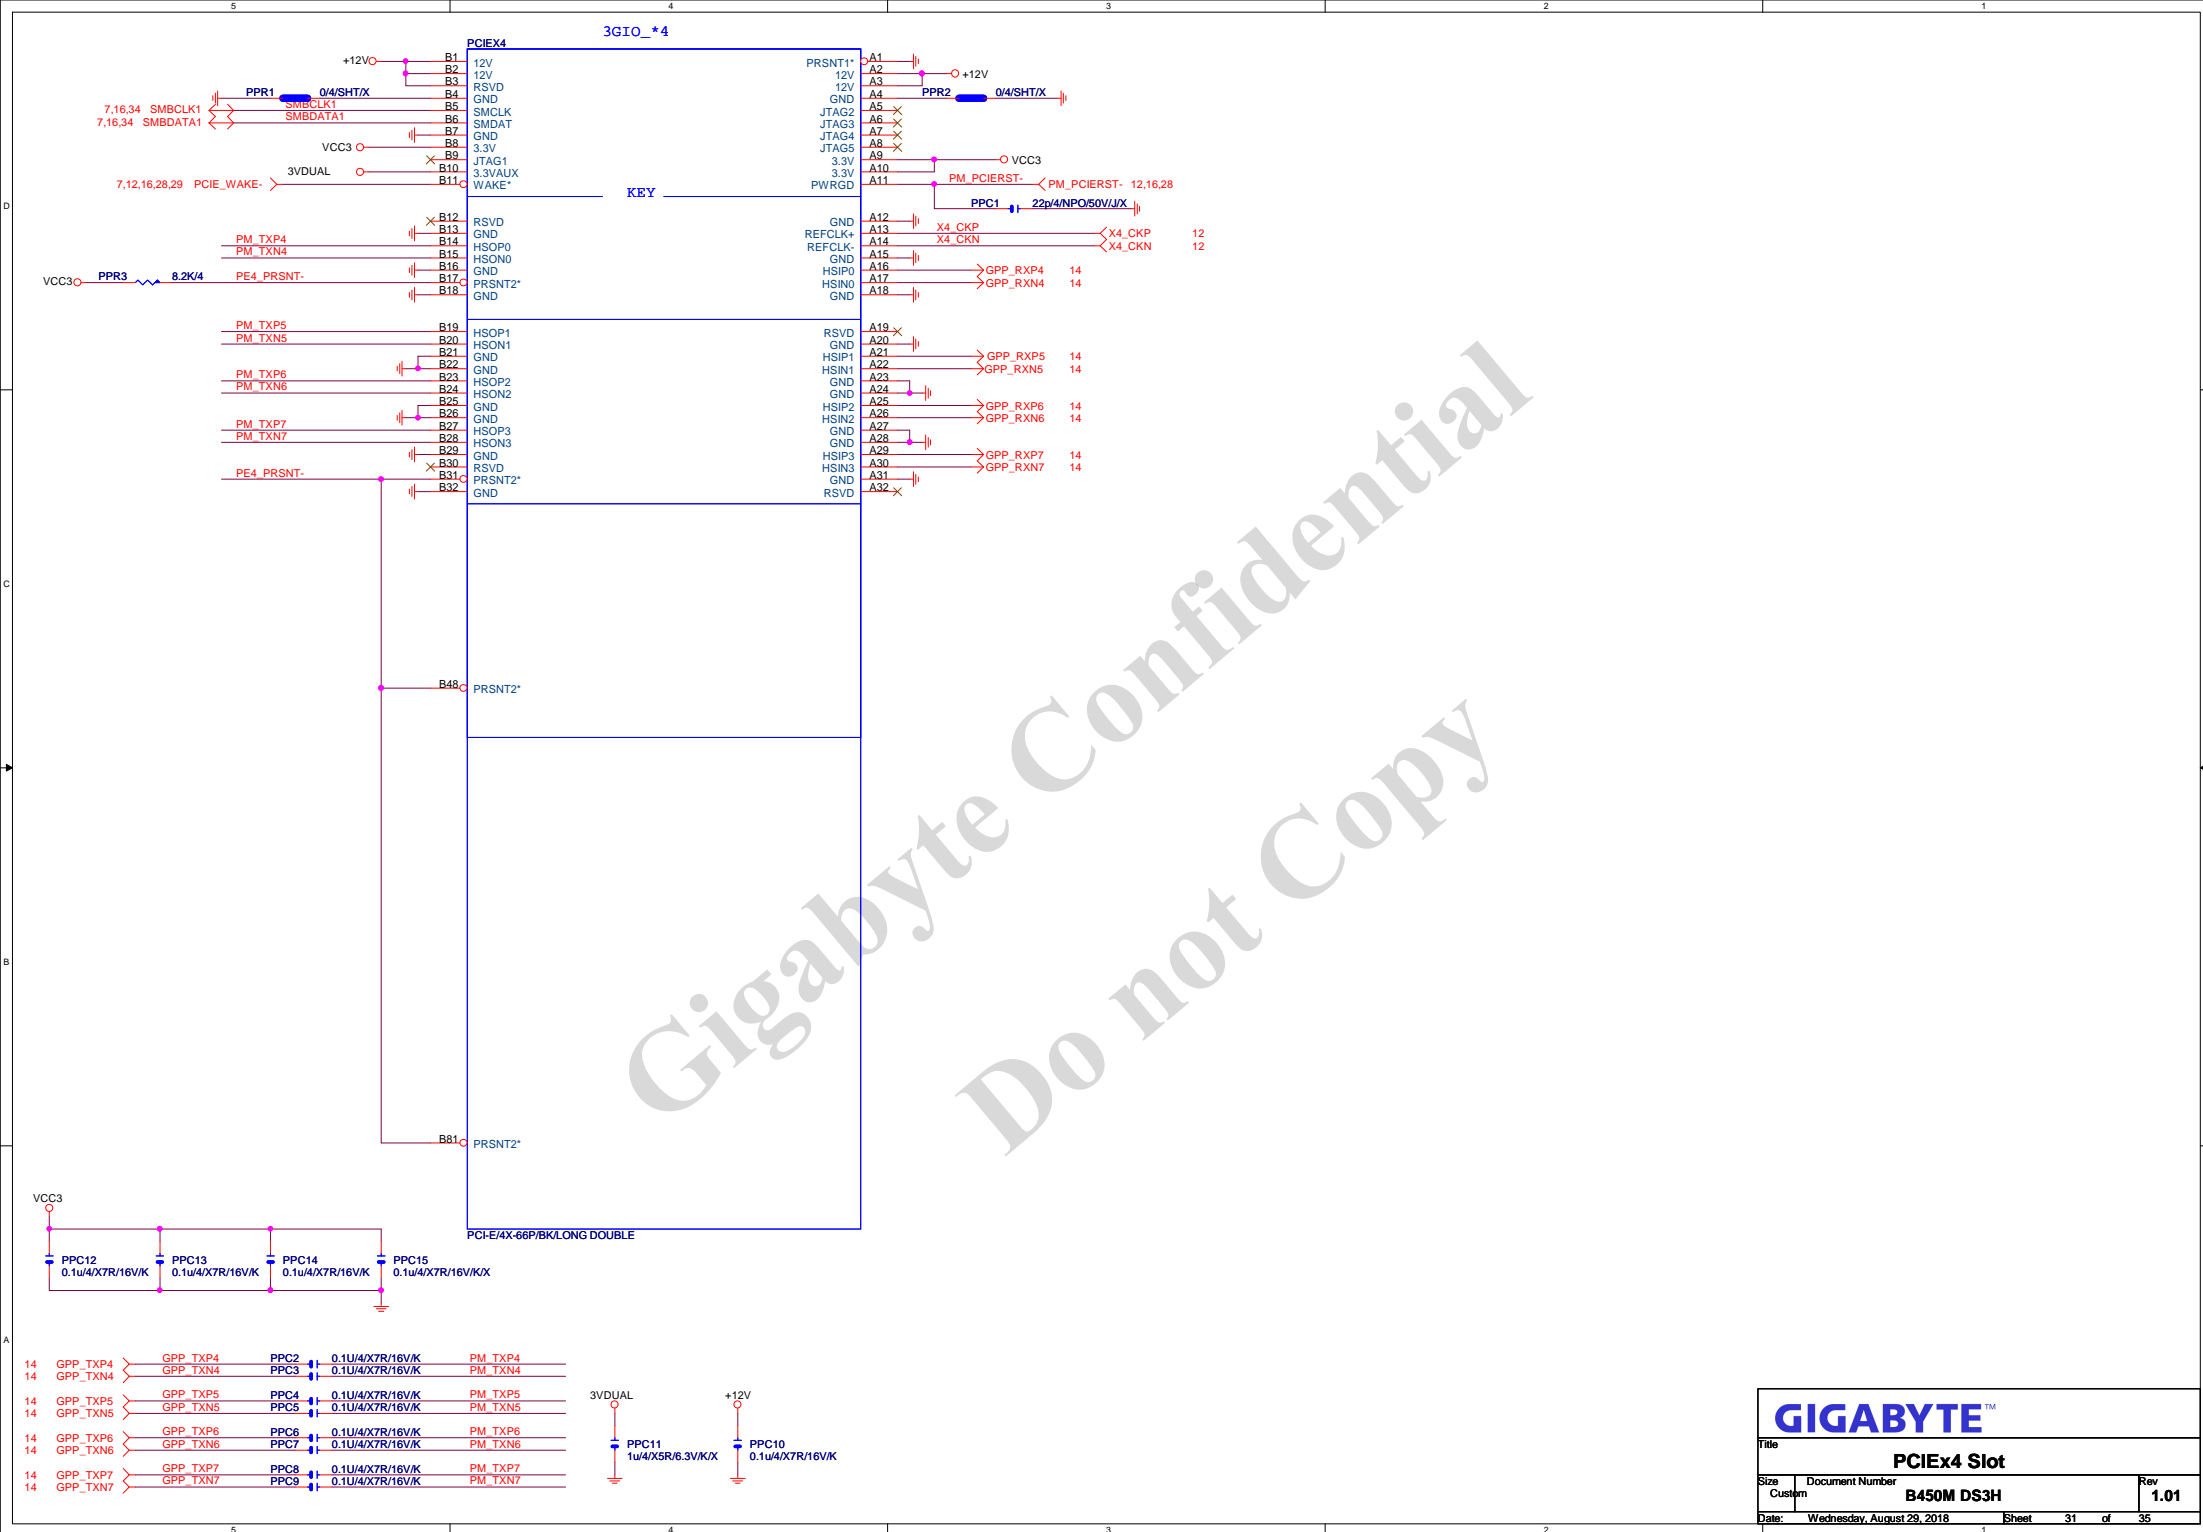 5 4 3 2 1
3GIO_*4
PCIEX4
+12V B1 12V PRSNT1* A1
B2 12V 12V A2 +12V
B3 RSVD 12V A3
PPR1 0/4/SHT/X B4 GND GND A4 PPR2 0/4/SHT/X
7,16,34 SMBCLK1 SMBCLK1 B5 SMCLK JTAG2 A5
7,16,34 SMBDATA1 SMBDATA1 B6 SMDAT JTAG3 A6
B7 GND JTAG4 A7
VCC3 B8 3.3V JTAG5 A8
B9 JTAG1 3.3V A9 VCC3
3VDUAL B10 3.3VAUX 3.3V A10
7,12,16,28,29 PCIE_WAKE- B11 WAKE* PWRGD A11 PM_PCIERST- PM_PCIERST- 12,16,28
KEY
PPC1 22p/4/NPO/50V/J/X
D
B12 RSVD GND A12
B13 GND REFCLK+ A13 X4_CKP X4_CKP 12
PM_TXP4 B14 HSOP0 REFCLK- A14 X4_CKN X4_CKN 12
PM_TXN4 B15 HSON0 GND A15
B16 GND HSIP0 A16 GPP_RXP4 14
VCC3 PPR3 8.2K/4 PE4_PRSNT- B17 PRSNT2* HSIN0 A17 GPP_RXN4 14
B18 GND GND A18
PM_TXP5 B19 HSOP1 RSVD A19
PM_TXN5 B20 HSON1 GND A20
B21 GND HSIP1 A21 GPP_RXP5 14
B22 GND HSIN1 A22 GPP_RXN5 14
PM_TXP6 B23 HSOP2 GND A23
PM_TXN6 B24 HSON2 GND A24
B25 GND HSIP2 A25 GPP_RXP6 14
B26 GND HSIN2 A26 GPP_RXN6 14
PM_TXP7 B27 HSOP3 GND A27
PM_TXN7 B28 HSON3 GND A28
B29 GND HSIP3 A29 GPP_RXP7 14
B30 RSVD HSIN3 A30 GPP_RXN7 14
PE4_PRSNT- B31 PRSNT2* GND A31
B32 GND RSVD A32
C
B48 PRSNT2*
Gigabyte Confidential
Do not Copy
B
B81 PRSNT2*
PCI-E/4X-66P/BK/LONG DOUBLE
VCC3
PPC12 PPC13 PPC14 PPC15
0.1u/4/X7R/16V/K 0.1u/4/X7R/16V/K 0.1u/4/X7R/16V/K 0.1u/4/X7R/16V/K/X
A
14 GPP_TXP4 GPP_TXP4 PPC2 0.1U/4/X7R/16V/K PM_TXP4
14 GPP_TXN4 GPP_TXN4 PPC3 0.1U/4/X7R/16V/K PM_TXN4
14 GPP_TXP5 GPP_TXP5 PPC4 0.1U/4/X7R/16V/K PM_TXP5
14 GPP_TXN5 GPP_TXN5 PPC5 0.1U/4/X7R/16V/K PM_TXN5
14 GPP_TXP6 GPP_TXP6 PPC6 0.1U/4/X7R/16V/K PM_TXP6
14 GPP_TXN6 GPP_TXN6 PPC7 0.1U/4/X7R/16V/K PM_TXN6
14 GPP_TXP7 GPP_TXP7 PPC8 0.1U/4/X7R/16V/K PM_TXP7
14 GPP_TXN7 GPP_TXN7 PPC9 0.1U/4/X7R/16V/K PM_TXN7
3VDUAL +12V
PPC11 PPC10
1u/4/X5R/6.3V/K/X 0.1u/4/X7R/16V/K
GIGABYTE™
Title
PCIEx4 Slot
Size Document Number Rev
Custom B450M DS3H 1.01
Date: Wednesday, August 29, 2018 Sheet 31 of 35
5 4 3 2 1